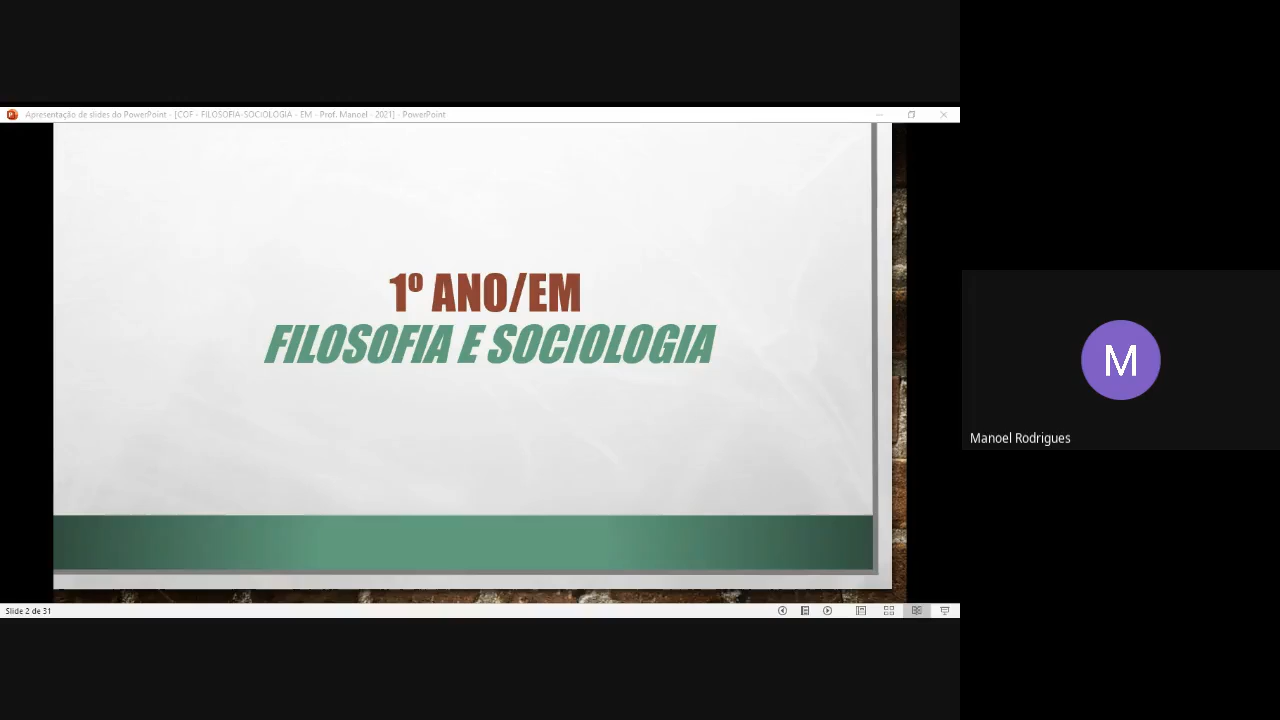 Apresentação de slides do PowerPoint - [COF - FILOSOFIA-SOCIOLOGIA - EM - Prof. Manoel - 2021] - PowerPoint
1º ANO/EM
FILOSOFIA E SOCIOLOGIA
M
Manoel Rodrigues
Slide 2 de 31